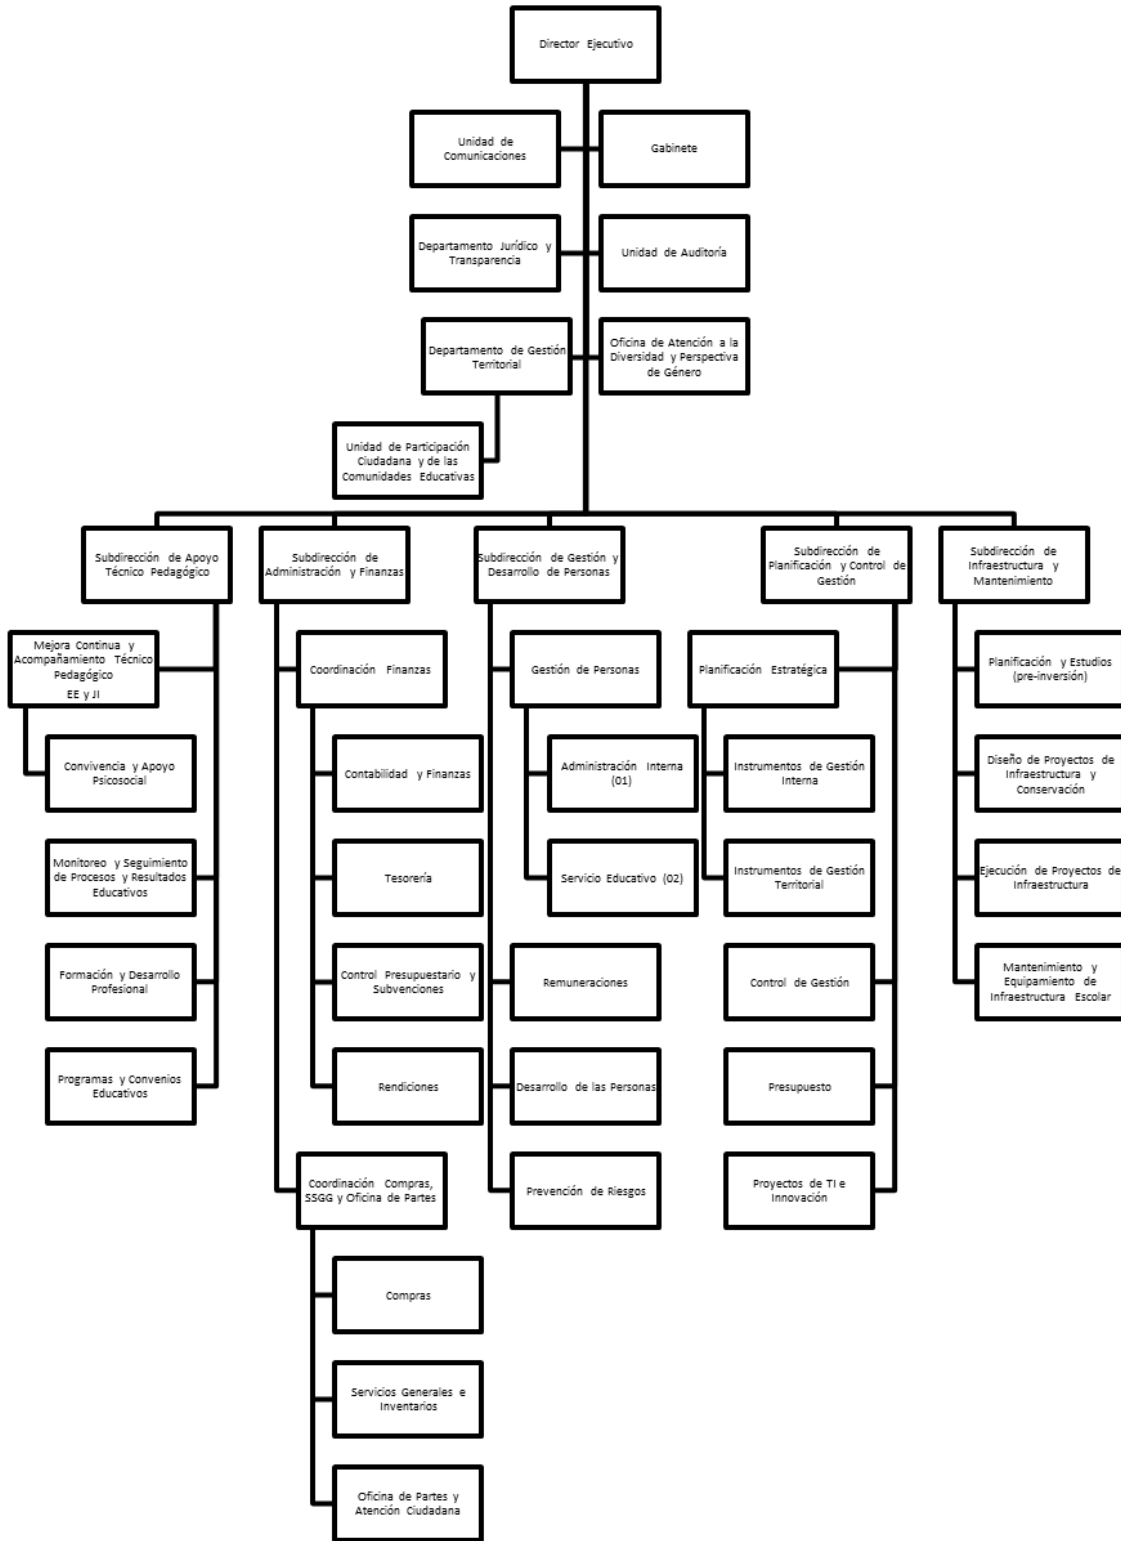 Director Ejecutivo
Unidad de
Comunicaciones
Gabinete
Departamento Jurídico y
Transparencia
Unidad de Auditoría
Departamento de Gestión
Territorial
Oficina de Atención a la
Diversidad y Perspectiva
de Género
Unidad de Participación
Ciudadana y de las
Comunidades Educativas
Subdirección de Apoyo
Técnico Pedagógico
Subdirección de
Administración y Finanzas
Subdirección de Gestión y
Desarrollo de Personas
Subdirección de
Planificación y Control de
Gestión
Subdirección de
Infraestructura y
Mantenimiento
Mejora Continua y
Acompañamiento Técnico
Pedagógico
EE y JI
Convivencia y Apoyo
Psicosocial
Monitoreo y Seguimiento
de Procesos y Resultados
Educativos
Formación y Desarrollo
Profesional
Programas y Convenios
Educativos
Coordinación Finanzas
Contabilidad y Finanzas
Tesorería
Control Presupuestario y
Subvenciones
Rendiciones
Coordinación Compras,
SSGG y Oficina de Partes
Compras
Servicios Generales e
Inventarios
Oficina de Partes y
Atención Ciudadana
Gestión de Personas
Administración Interna
(01)
Servicio Educativo (02)
Remuneraciones
Desarrollo de las Personas
Prevención de Riesgos
Planificación Estratégica
Instrumentos de Gestión
Interna
Instrumentos de Gestión
Territorial
Control de Gestión
Presupuesto
Proyectos de TI e
Innovación
Planificación y Estudios
(pre-inversión)
Diseño de Proyectos de
Infraestructura y
Conservación
Ejecución de Proyectos de
Infraestructura
Mantenimiento y
Equipamiento de
Infraestructura Escolar